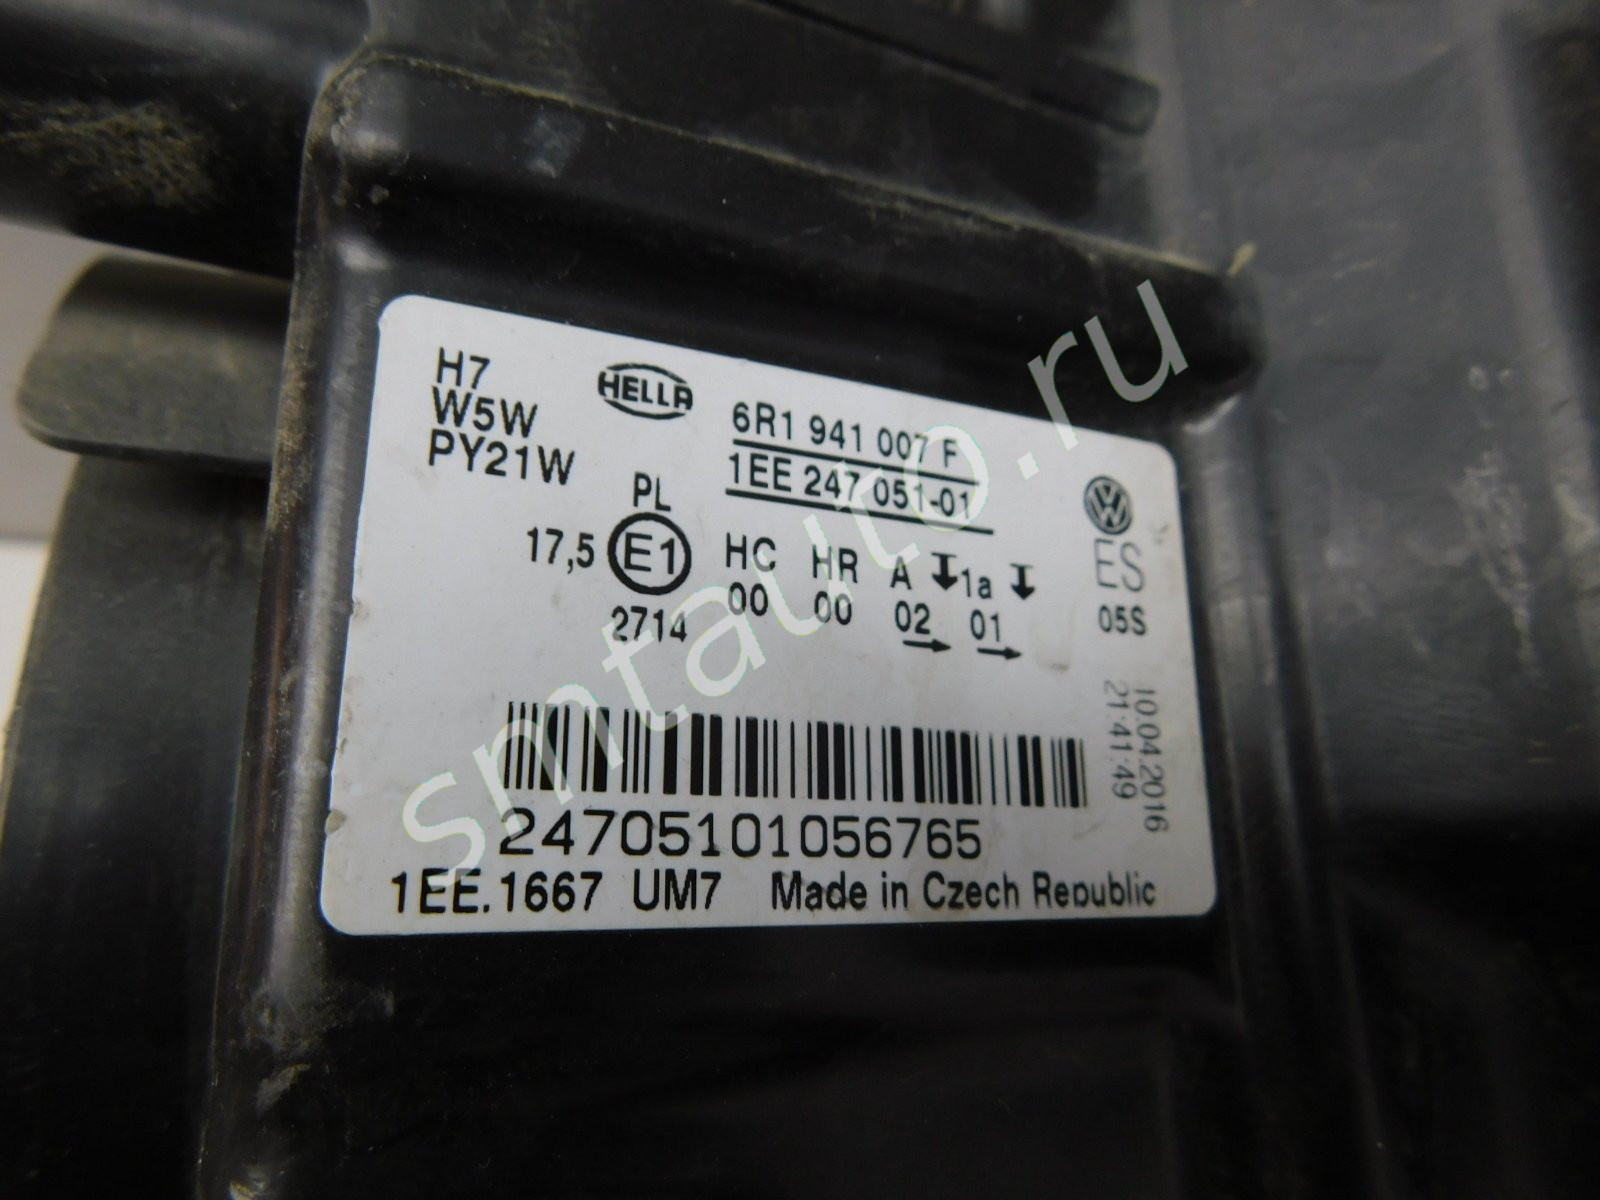 H7
W5W
PY21W
HELLA
6R1 941 007 F
1EE 247 051-01
PL
17,5 E1 HC HR A 1a
2714 00 00 02 01
VW
ES
05S
10.04.2016
21:41:49
24705101056765
1EE.1667 UM7 Made in Czech Republic
smtauto.ru